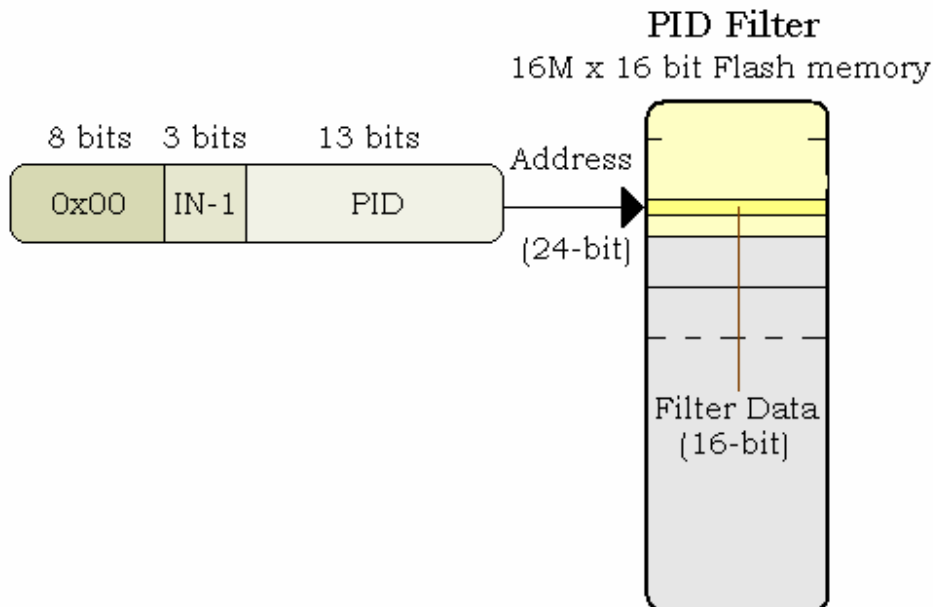 PID Filter
16M x 16 bit Flash memory
8 bits 3 bits 13 bits
0x00 IN-1 PID
Address
(24-bit)
Filter Data
(16-bit)